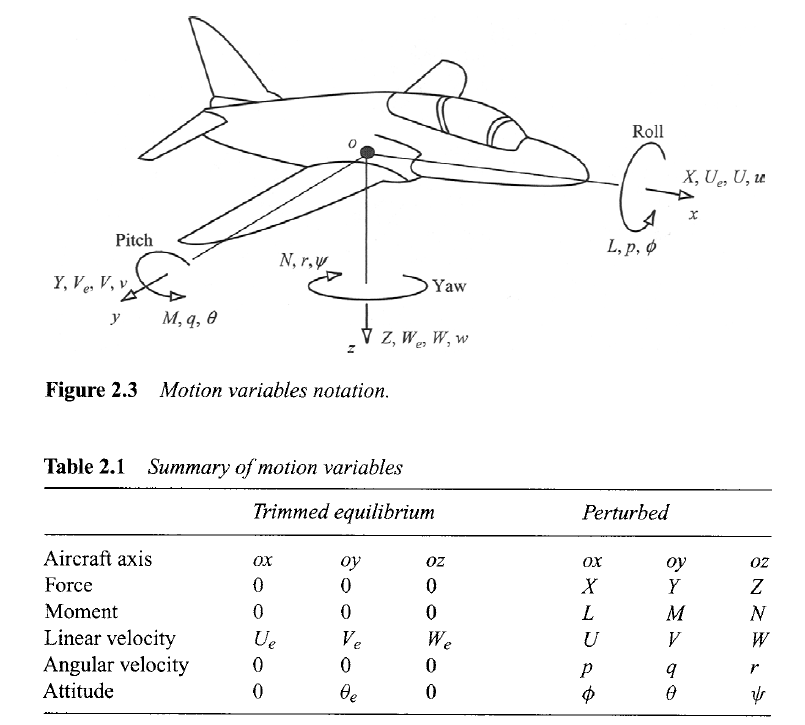 o
Roll
X, Uₑ, U, u
x
L, p, ϕ
Pitch
Y, Vₑ, V, v
y
M, q, θ
N, r, ψ
Yaw
z
Z, Wₑ, W, w
Figure 2.3 Motion variables notation.
Table 2.1 Summary of motion variables
Trimmed equilibrium Perturbed
Aircraft axis ox oy oz ox oy oz
Force 0 0 0 X Y Z
Moment 0 0 0 L M N
Linear velocity Uₑ Vₑ Wₑ U V W
Angular velocity 0 0 0 p q r
Attitude 0 θₑ 0 ϕ θ ψ